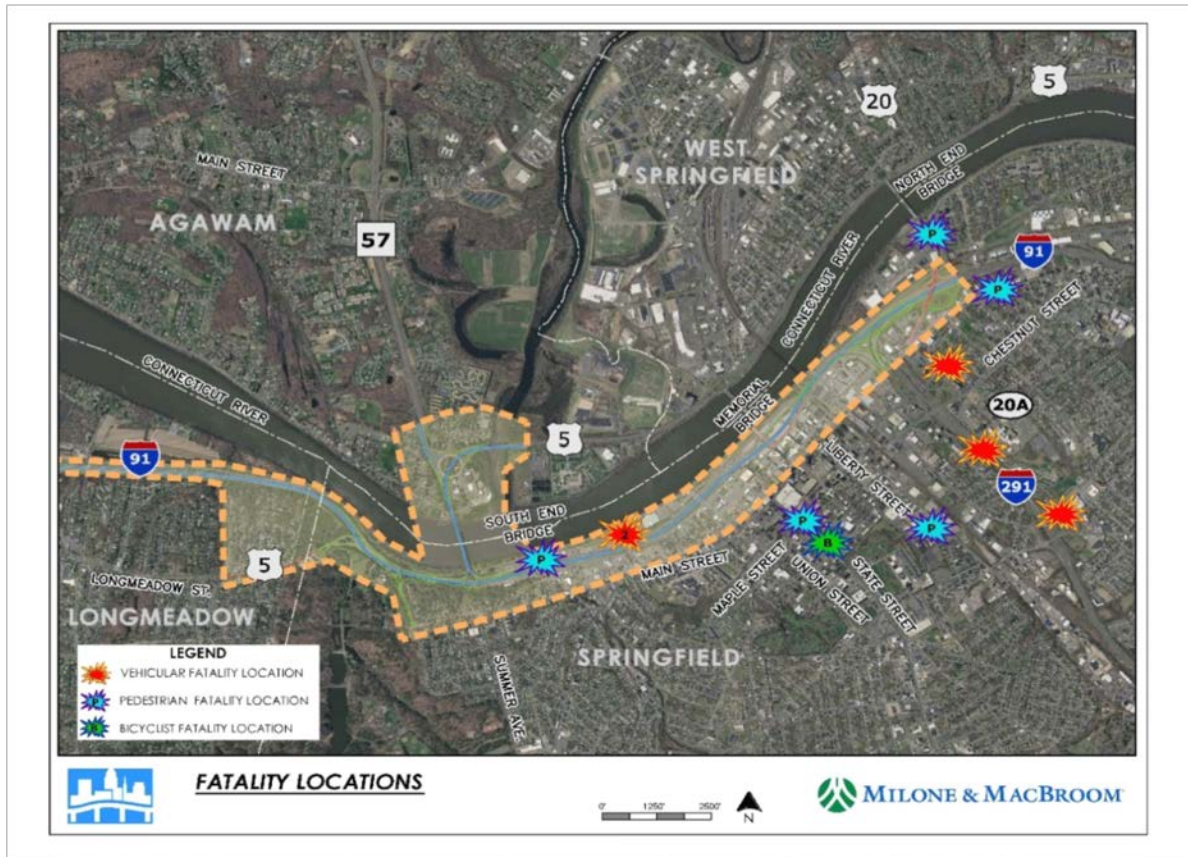 5
20
WEST
SPRINGFIELD
NORTH END
BRIDGE
MAIN STREET
AGAWAM
57
P
91
P
CONNECTICUT RIVER
CHESTNUT STREET
CONNECTICUT RIVER
MEMORIAL
BRIDGE
20A
5
91
LIBERTY STREET
291
SOUTH END
BRIDGE
2
P
P
P
B
MAIN STREET
MAPLE STREET
UNION STREET
STATE STREET
5
LONGMEADOW ST.
LONGMEADOW
SPRINGFIELD
SUMMER AVE.
LEGEND
VEHICULAR FATALITY LOCATION
P
PEDESTRIAN FATALITY LOCATION
B
BICYCLIST FATALITY LOCATION
FATALITY LOCATIONS
0' 1250' 2500'
N
MILONE & MACBROOM